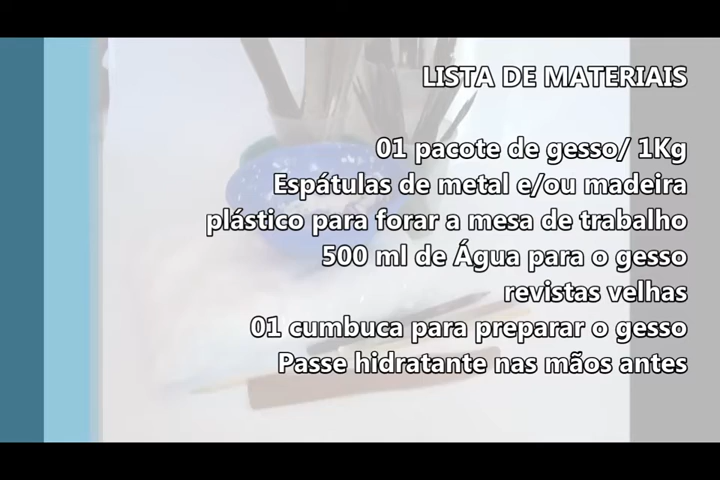 LISTA DE MATERIAIS
01 pacote de gesso/ 1Kg
Espátulas de metal e/ou madeira
plástico para forar a mesa de trabalho
500 ml de Água para o gesso
revistas velhas
01 cumbuca para preparar o gesso
Passe hidratante nas mãos antes